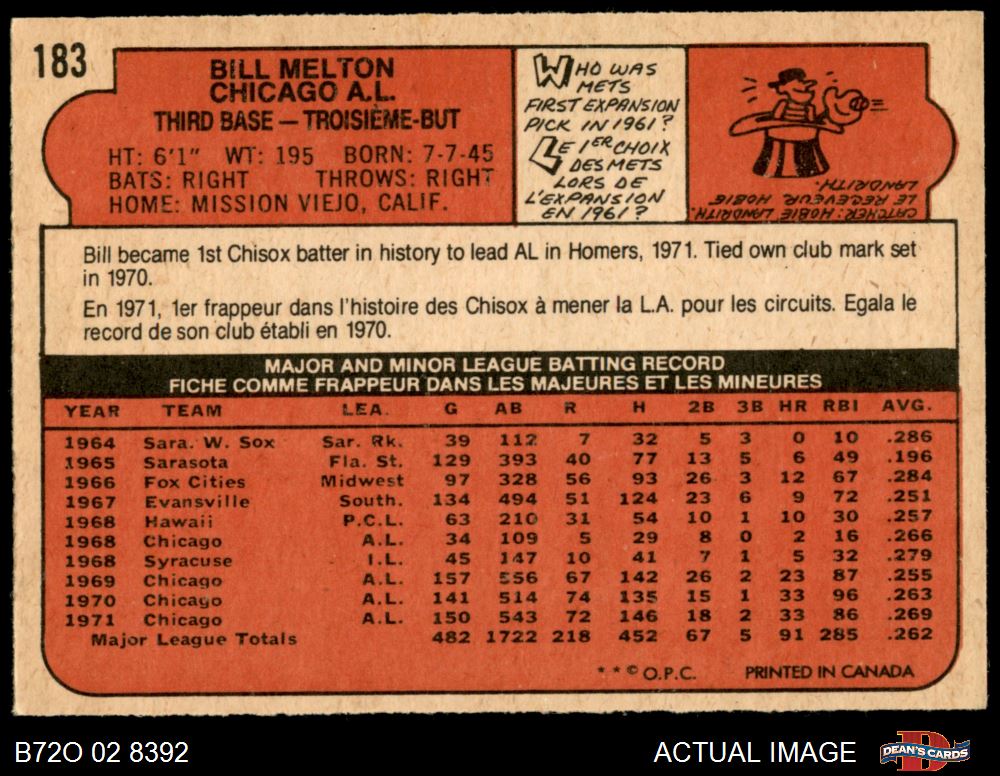 183
BILL MELTON
CHICAGO A.L.
THIRD BASE — TROISIÈME-BUT
HT: 6'1" WT: 195 BORN: 7-7-45
BATS: RIGHT THROWS: RIGHT
HOME: MISSION VIEJO, CALIF.
WHO WAS
METS
FIRST EXPANSION
PICK IN 1961?
LE 1ER CHOIX
DES METS
LORS DE
L'EXPANSION
EN 1961?
CATCHER: HOBIE LANDRITH.
LE RECEVEUR HOBIE
LANDRITH.
Bill became 1st Chisox batter in history to lead AL in Homers, 1971. Tied own club mark set
in 1970.
En 1971, 1er frappeur dans l'histoire des Chisox à mener la L.A. pour les circuits. Egala le
record de son club établi en 1970.
MAJOR AND MINOR LEAGUE BATTING RECORD
FICHE COMME FRAPPEUR DANS LES MAJEURES ET LES MINEURES
YEAR TEAM LEA. G AB R H 2B 3B HR RBI AVG.
1964 Sara. W. Sox Sar. Rk. 39 112 7 32 5 3 0 10 .286
1965 Sarasota Fla. St. 129 393 40 77 13 5 6 49 .196
1966 Fox Cities Midwest 97 328 56 93 26 3 12 67 .284
1967 Evansville South. 134 494 51 124 23 6 9 72 .251
1968 Hawaii P.C.L. 63 210 31 54 10 1 10 30 .257
1968 Chicago A.L. 34 109 5 29 8 0 2 16 .266
1968 Syracuse I.L. 45 147 10 41 7 1 5 32 .279
1969 Chicago A.L. 157 556 67 142 26 2 23 87 .255
1970 Chicago A.L. 141 514 74 135 15 1 33 96 .263
1971 Chicago A.L. 150 543 72 146 18 2 33 86 .269
Major League Totals 482 1722 218 452 67 5 91 285 .262
* * © O.P.C. PRINTED IN CANADA
B72O 02 8392 ACTUAL IMAGE
D
DEAN'S CARDS